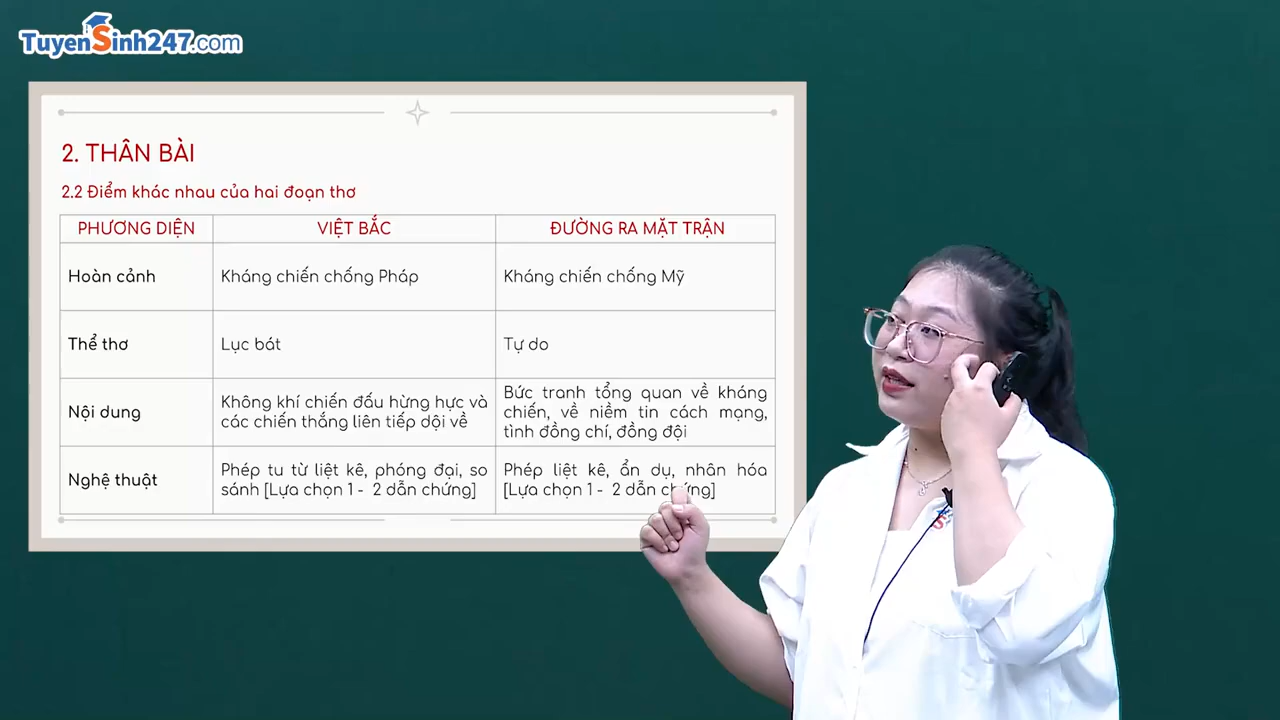 TuyenSinh247.com
2. THÂN BÀI
2.2 Điểm khác nhau của hai đoạn thơ
PHƯƠNG DIỆN VIỆT BẮC ĐƯỜNG RA MẶT TRẬN
Hoàn cảnh Kháng chiến chống Pháp Kháng chiến chống Mỹ
Thể thơ Lục bát Tự do
Nội dung
Không khí chiến đấu hừng hực và
các chiến thắng liên tiếp dội về
Bức tranh tổng quan về kháng
chiến, về niềm tin cách mạng,
tình đồng chí, đồng đội
Nghệ thuật
Phép tu từ liệt kê, phóng đại, so
sánh [Lựa chọn 1 - 2 dẫn chứng]
Phép liệt kê, ẩn dụ, nhân hóa
[Lựa chọn 1 - 2 dẫn chứng]